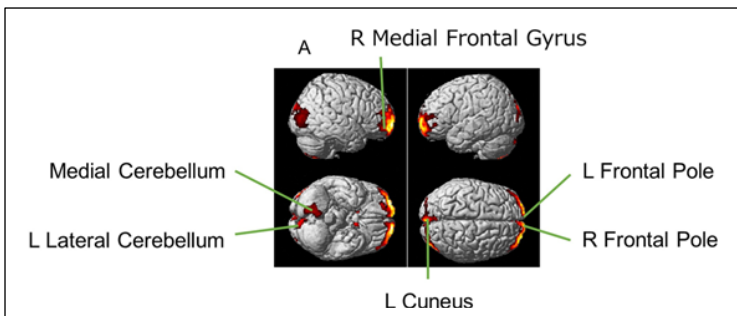 A
R Medial Frontal Gyrus
Medial Cerebellum
L Frontal Pole
L Lateral Cerebellum
R Frontal Pole
L Cuneus